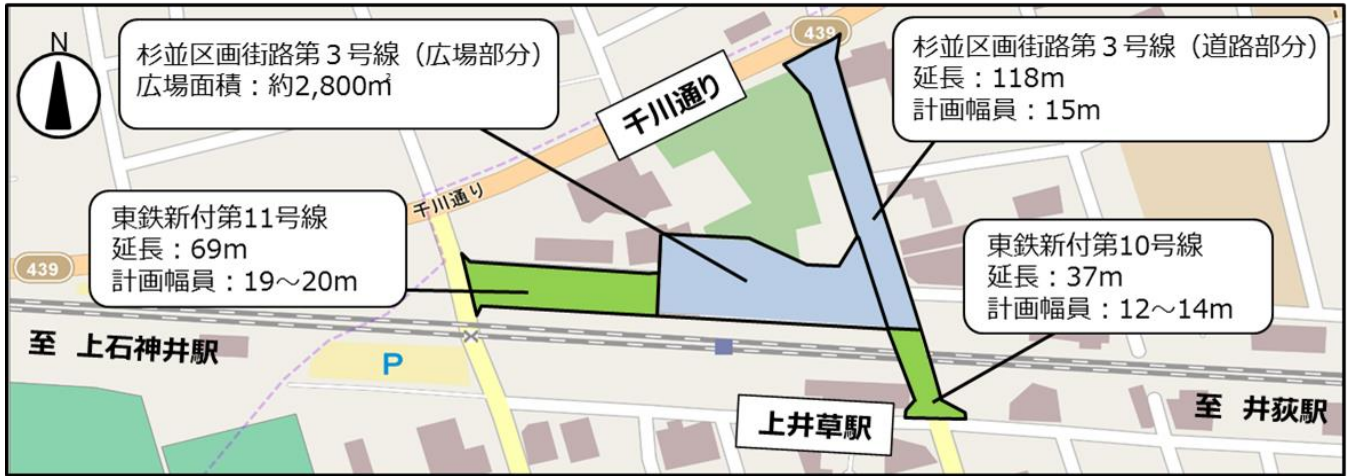 N
杉並区画街路第３号線（広場部分）
広場面積：約2,800㎡
439
杉並区画街路第３号線（道路部分）
延長：118m
計画幅員：15m
千川通り
千川通り
東鉄新付第11号線
延長：69m
計画幅員：19～20m
439
東鉄新付第10号線
延長：37m
計画幅員：12～14m
至 上石神井駅
P
上井草駅
至 井荻駅